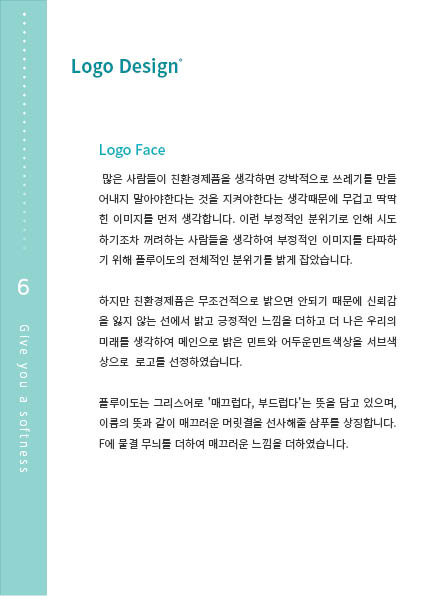 Logo Design°
Logo Face
많은 사람들이 친환경제품을 생각하면 강박적으로 쓰레기를 만들
어내지 말아야한다는 것을 지켜야한다는 생각때문에 무겁고 딱딱
한 이미지를 먼저 생각합니다. 이런 부정적인 분위기로 인해 시도
하기조차 꺼려하는 사람들을 생각하여 부정적인 이미지를 타파하
기 위해 플루이도의 전체적인 분위기를 밝게 잡았습니다.
하지만 친환경제품은 무조건적으로 밝으면 안되기 때문에 신뢰감
을 잃지 않는 선에서 밝고 긍정적인 느낌을 더하고 더 나은 우리의
미래를 생각하여 메인으로 밝은 민트와 어두운민트색상을 서브색
상으로 로고를 선정하였습니다.
플루이도는 그리스어로 '매끄럽다, 부드럽다'는 뜻을 담고 있으며,
이름의 뜻과 같이 매끄러운 머릿결을 선사해줄 샴푸를 상징합니다.
F에 물결 무늬를 더하여 매끄러운 느낌을 더하였습니다.
6
Give you a softness